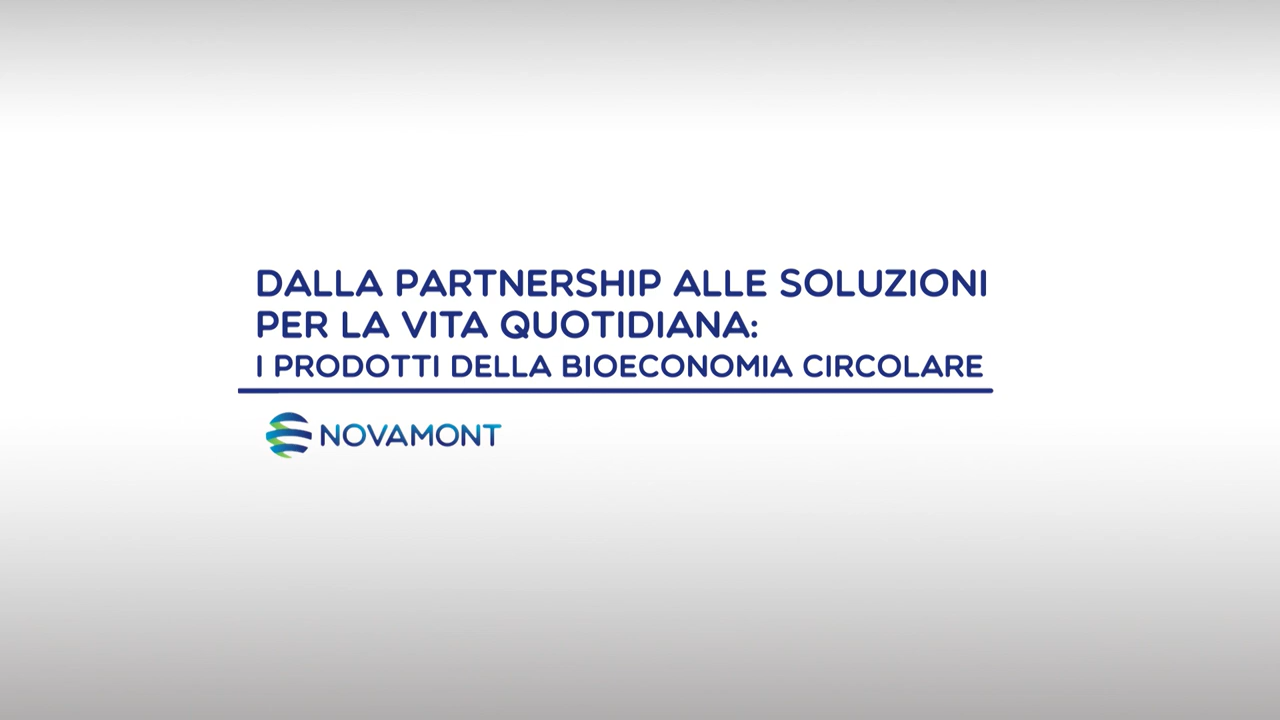 DALLA PARTNERSHIP ALLE SOLUZIONI
PER LA VITA QUOTIDIANA:
I PRODOTTI DELLA BIOECONOMIA CIRCOLARE
NOVAMONT